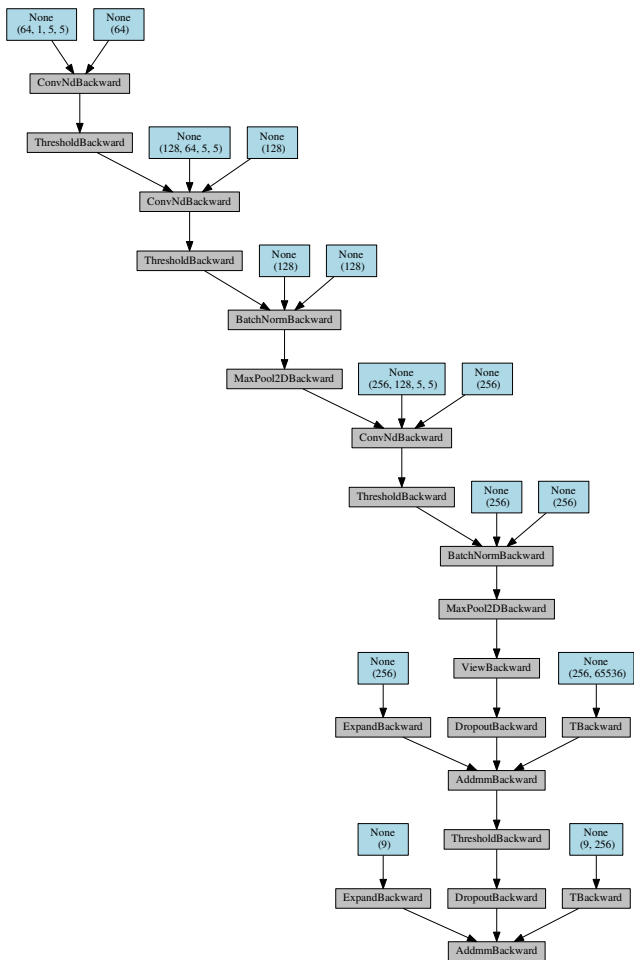 None
(64, 1, 5, 5)
None
(64)
ConvNdBackward
ThresholdBackward
None
(128, 64, 5, 5)
None
(128)
ConvNdBackward
ThresholdBackward
None
(128)
None
(128)
BatchNormBackward
MaxPool2DBackward
None
(256, 128, 5, 5)
None
(256)
ConvNdBackward
ThresholdBackward
None
(256)
None
(256)
BatchNormBackward
MaxPool2DBackward
None
(256)
ViewBackward
None
(256, 65536)
ExpandBackward
DropoutBackward
TBackward
AddmmBackward
None
(9)
ThresholdBackward
None
(9, 256)
ExpandBackward
DropoutBackward
TBackward
AddmmBackward